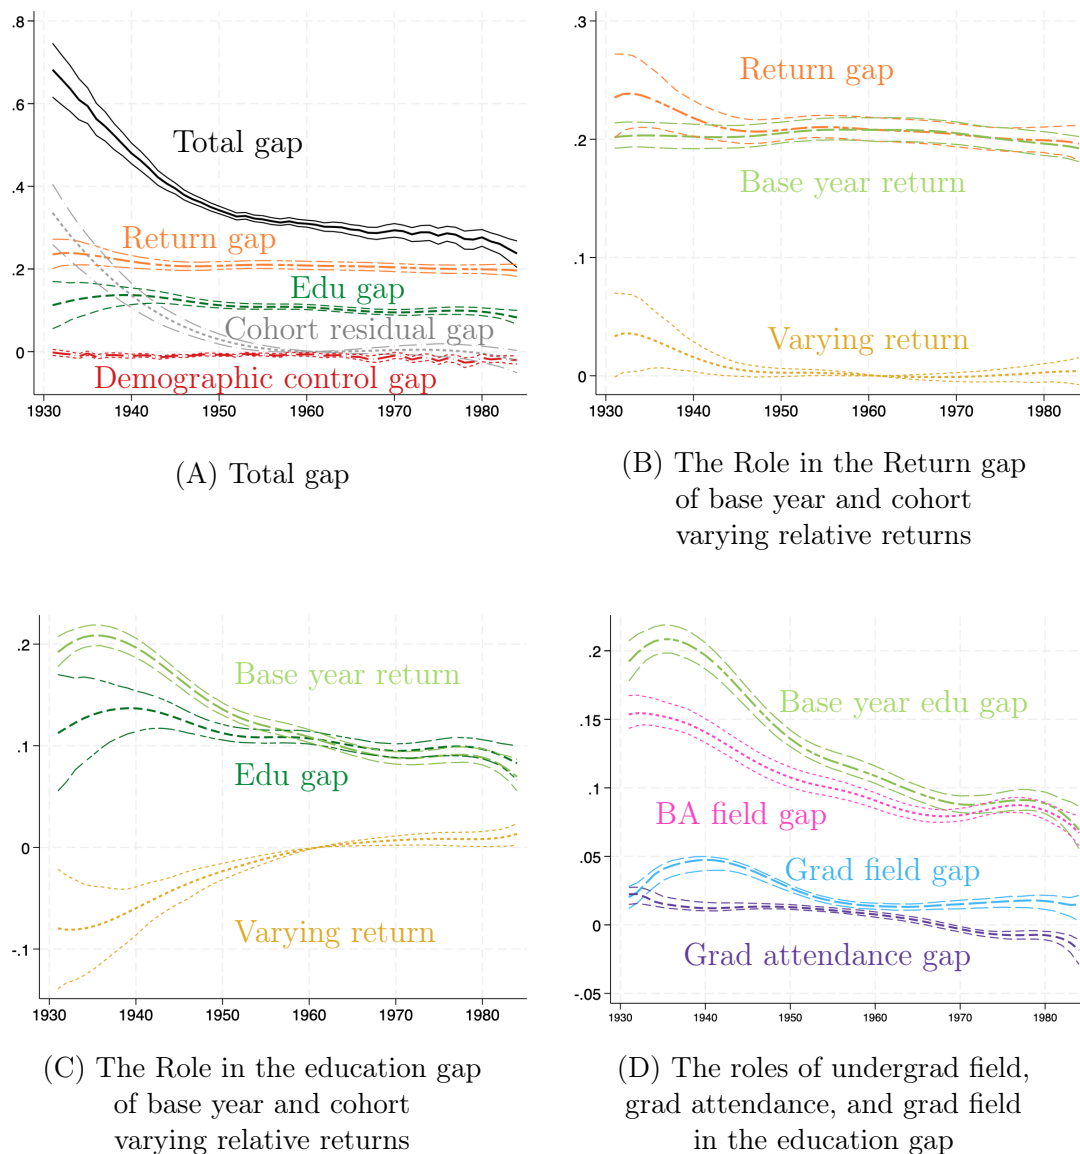 .8
.6
.4
.2
0
Total gap
Return gap
Edu gap
Cohort residual gap
Demographic control gap
1930 1940 1950 1960 1970 1980
(A) Total gap
.3
.2
.1
0
Return gap
Base year return
Varying return
1930 1940 1950 1960 1970 1980
(B) The Role in the Return gap
of base year and cohort
varying relative returns
.2
.1
0
-.1
Base year return
Edu gap
Varying return
1930 1940 1950 1960 1970 1980
(C) The Role in the education gap
of base year and cohort
varying relative returns
.2
.15
.1
.05
0
-.05
Base year edu gap
BA field gap
Grad field gap
Grad attendance gap
1930 1940 1950 1960 1970 1980
(D) The roles of undergrad field,
grad attendance, and grad field
in the education gap